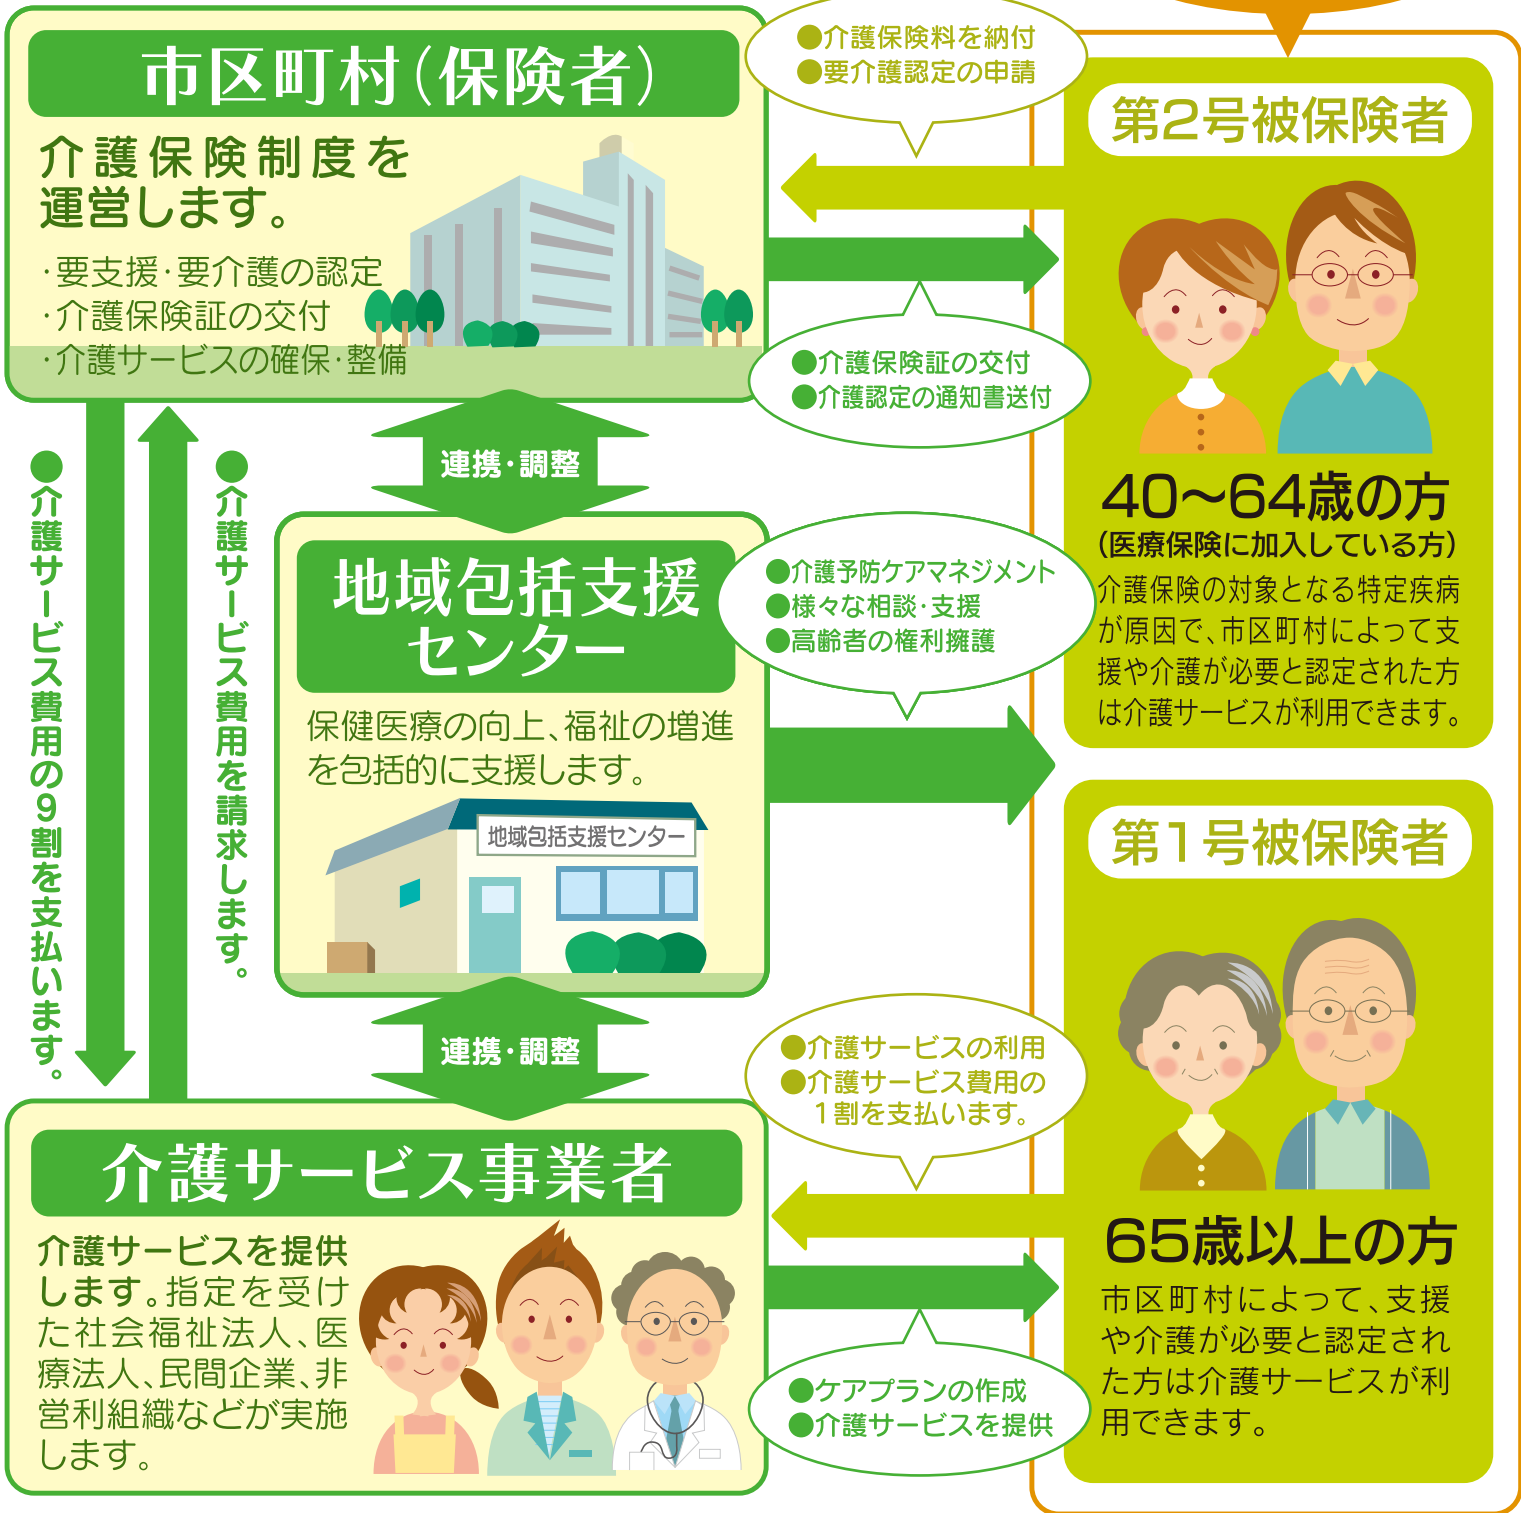 市区町村(保険者)
介護保険制度を
運営します。
・要支援・要介護の認定
・介護保険証の交付
・介護サービスの確保・整備
●介護保険料を納付
●要介護認定の申請
●介護保険証の交付
●介護認定の通知書送付
第2号被保険者
40〜64歳の方
(医療保険に加入している方)
介護保険の対象となる特定疾病
が原因で、市区町村によって支
援や介護が必要と認定された方
は介護サービスが利用できます。
連携・調整
●介護サービス費用の9割を支払います。
●介護サービス費用を請求します。
地域包括支援
センター
保健医療の向上、福祉の増進
を包括的に支援します。
地域包括支援センター
●介護予防ケアマネジメント
●様々な相談・支援
●高齢者の権利擁護
連携・調整
第1号被保険者
65歳以上の方
市区町村によって、支援
や介護が必要と認定され
た方は介護サービスが利
用できます。
●介護サービスの利用
●介護サービス費用の
1割を支払います。
●ケアプランの作成
●介護サービスを提供
介護サービス事業者
介護サービスを提供
します。指定を受け
た社会福祉法人、医
療法人、民間企業、非
営利組織などが実施
します。